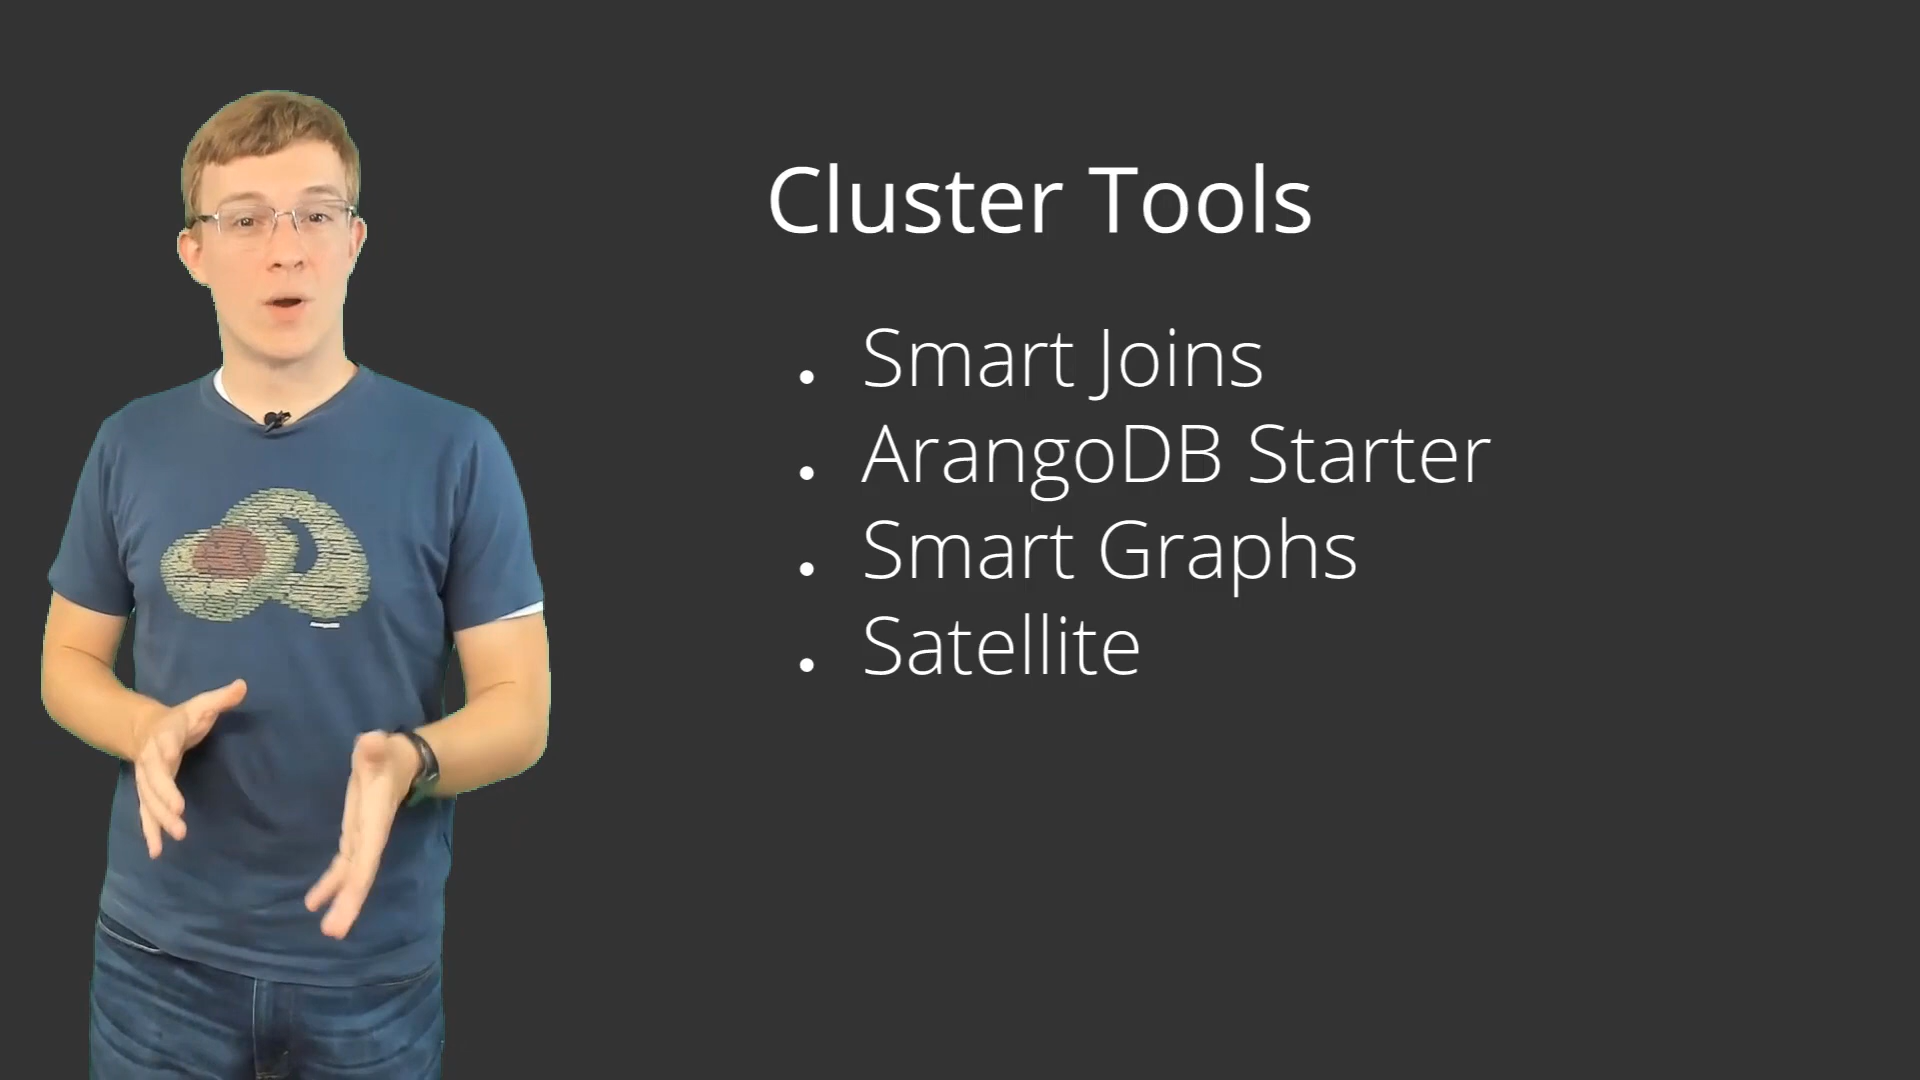 Cluster Tools
Smart Joins
ArangoDB Starter
Smart Graphs
Satellite